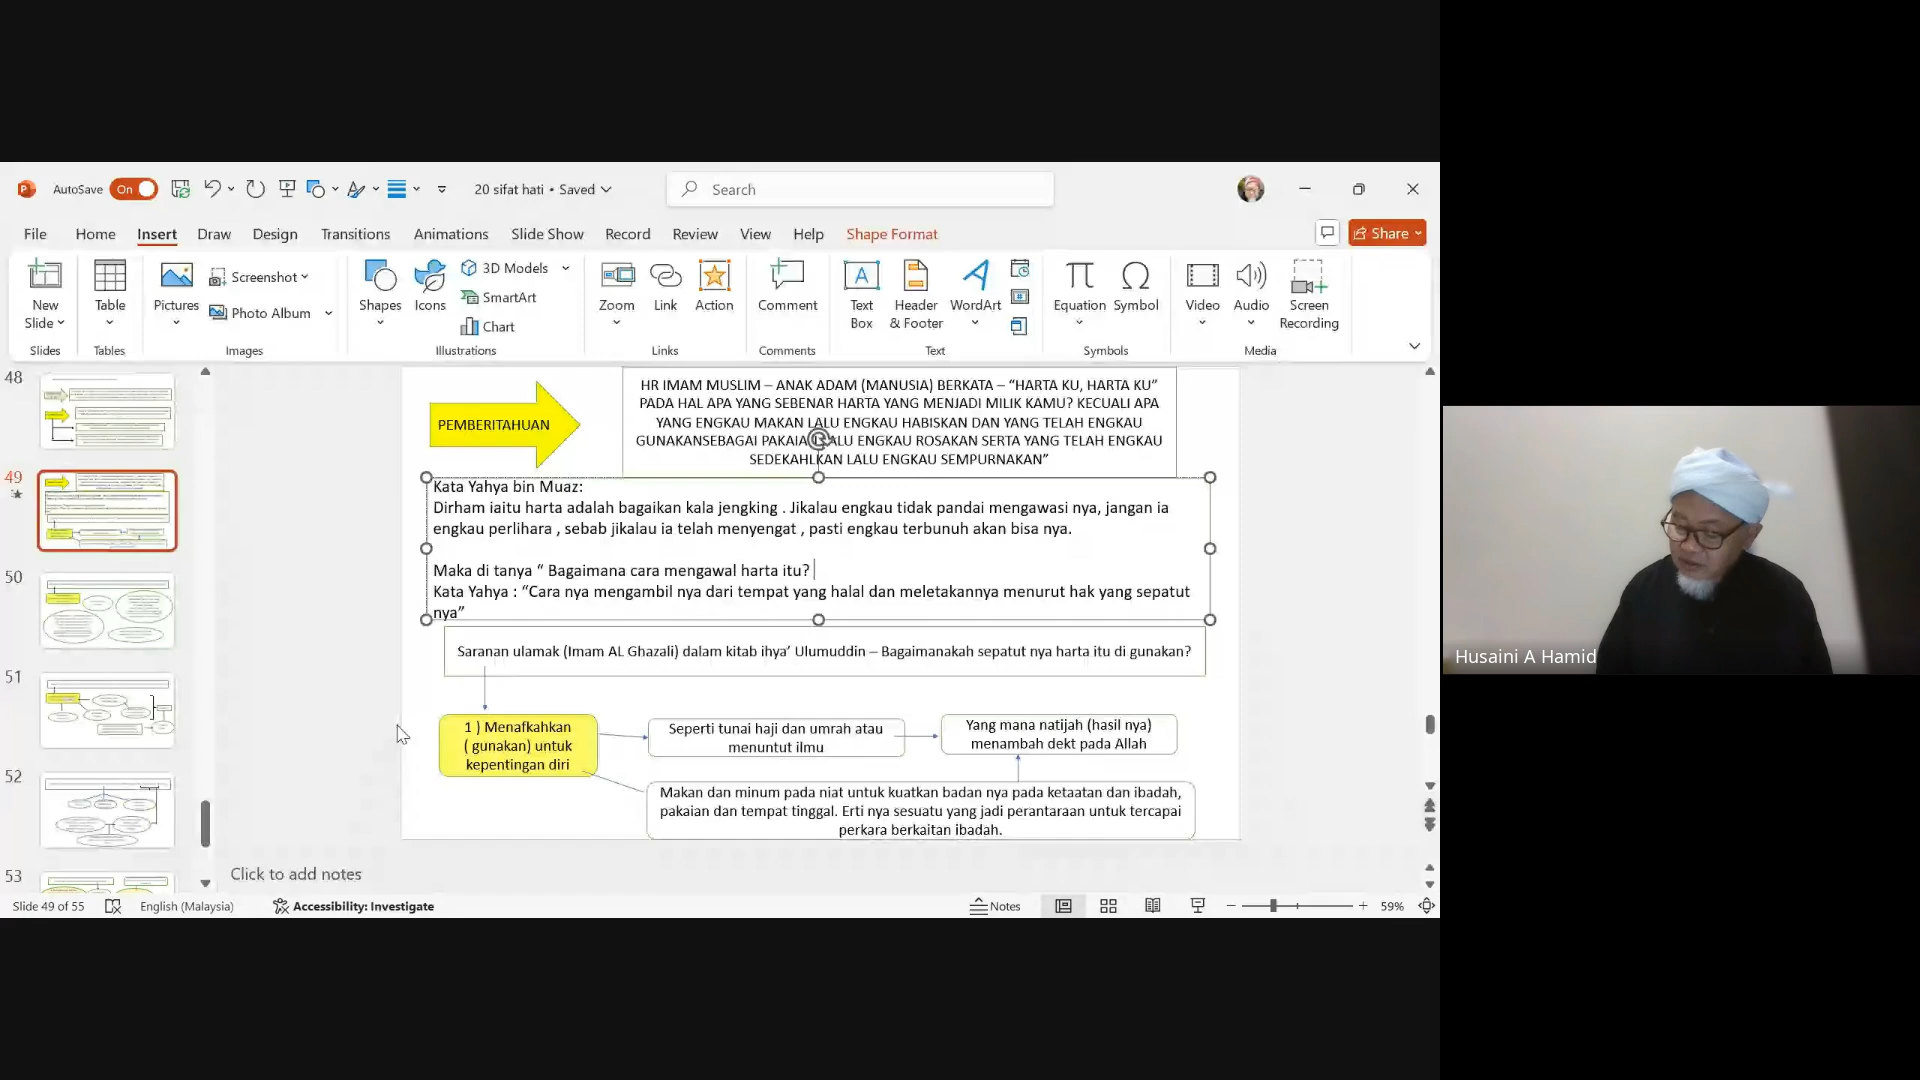 AutoSave On 20 sifat hati • Saved Search
File Home Insert Draw Design Transitions Animations Slide Show Record Review View Help Shape Format Share
New Slide
Table
Pictures
Screenshot
Photo Album
Shapes
Icons
3D Models
SmartArt
Chart
Zoom
Link
Action
Comment
Text Box
Header & Footer
WordArt
Equation
Symbol
Video
Audio
Screen Recording
Slides Tables Images Illustrations Links Comments Text Symbols Media
48
49
50
51
52
53
PEMBERITAHUAN
HR IMAM MUSLIM – ANAK ADAM (MANUSIA) BERKATA – “HARTA KU, HARTA KU”
PADA HAL APA YANG SEBENAR HARTA YANG MENJADI MILIK KAMU? KECUALI APA
YANG ENGKAU MAKAN LALU ENGKAU HABISKAN DAN YANG TELAH ENGKAU
GUNAKANSEBAGAI ENGKAU ROSAKAN SERTA YANG TELAH ENGKAU
SEDEKAHLKAN LALU ENGKAU SEMPURNAKAN”
Kata Yahya bin Muaz:
Dirham iaitu harta adalah bagaikan kala jengking . Jikalau engkau tidak pandai mengawasi nya, jangan ia
engkau perlihara , sebab jikalau ia telah menyengat , pasti engkau terbunuh akan bisa nya.
Maka di tanya “ Bagaimana cara mengawal harta itu?
Kata Yahya : “Cara nya mengambil nya dari tempat yang halal dan meletakannya menurut hak yang sepatut
nya”
Saranan ulamak (Imam AL Ghazali) dalam kitab ihya’ Ulumuddin – Bagaimanakah sepatut nya harta itu di gunakan?
1 ) Menafkahkan
( gunakan) untuk
kepentingan diri
Seperti tunai haji dan umrah atau
menuntut ilmu
Yang mana natijah (hasil nya)
menambah dekt pada Allah
Makan dan minum pada niat untuk kuatkan badan nya pada ketaatan dan ibadah,
pakaian dan tempat tinggal. Erti nya sesuatu yang jadi perantaraan untuk tercapai
perkara berkaitan ibadah.
Click to add notes
Slide 49 of 55 English (Malaysia) Accessibility: Investigate Notes 59%
Husaini A Hamid